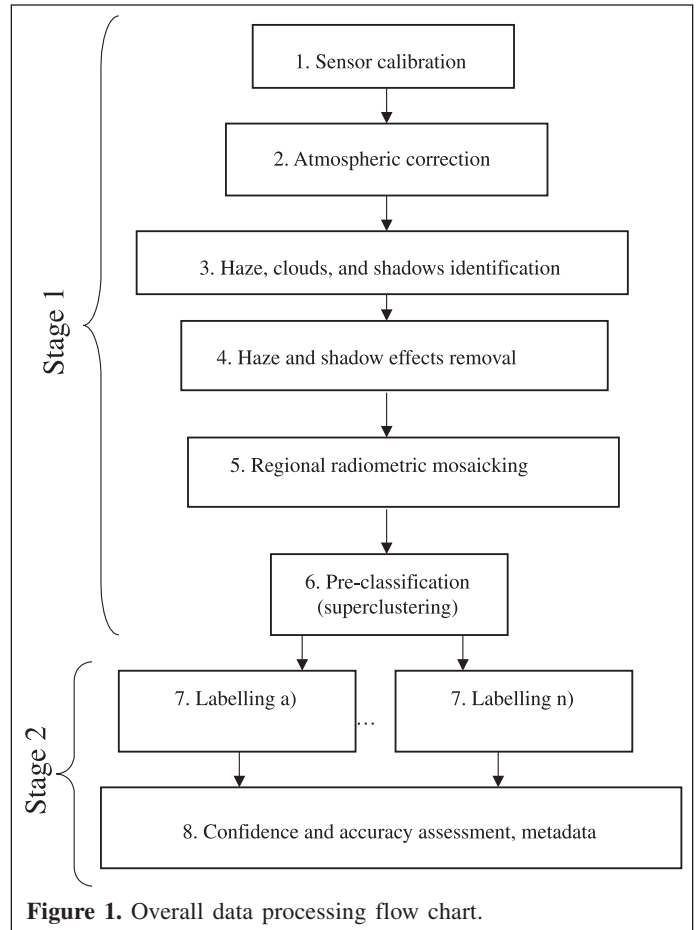 Stage 1
1. Sensor calibration
2. Atmospheric correction
3. Haze, clouds, and shadows identification
4. Haze and shadow effects removal
5. Regional radiometric mosaicking
6. Pre-classification
(superclustering)
Stage 2
7. Labelling a)
...
7. Labelling n)
8. Confidence and accuracy assessment, metadata
Figure 1. Overall data processing flow chart.